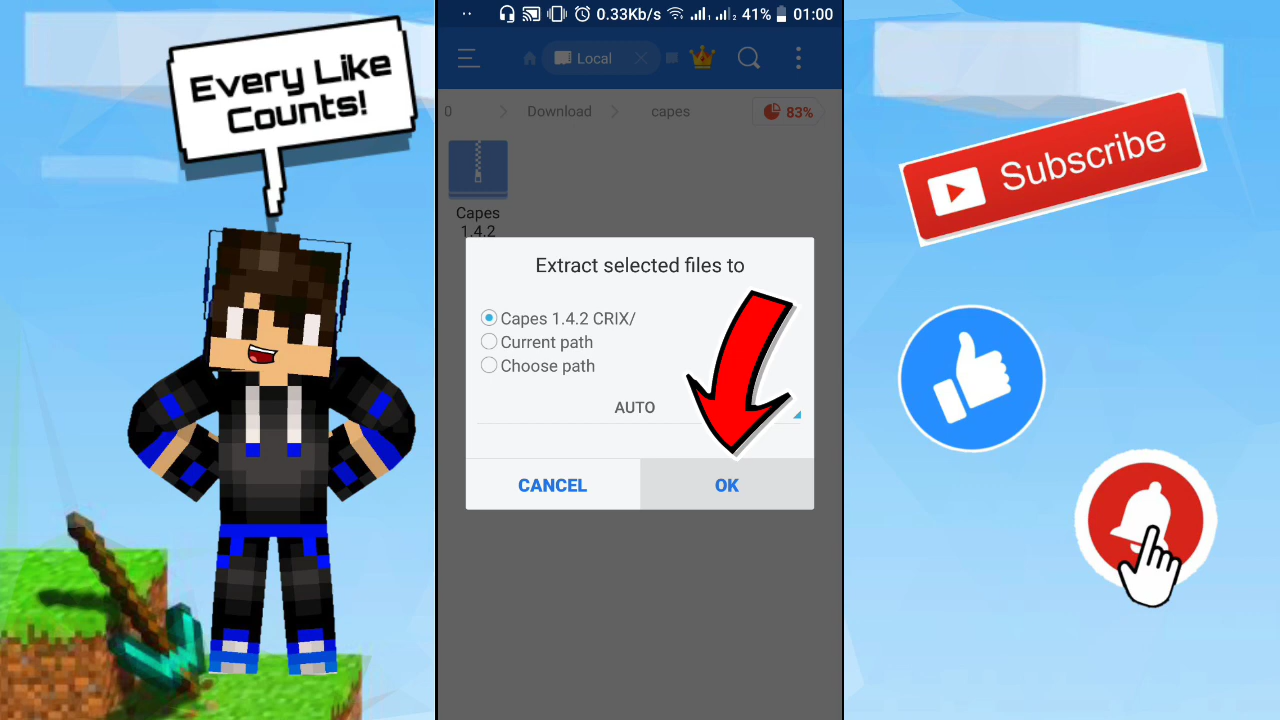 Every Like
Counts!
0.33Kb/s
41%
01:00
Local
0
Download
capes
83%
Capes
1.4.2
Extract selected files to
Capes 1.4.2 CRIX/
Current path
Choose path
AUTO
CANCEL
OK
Subscribe